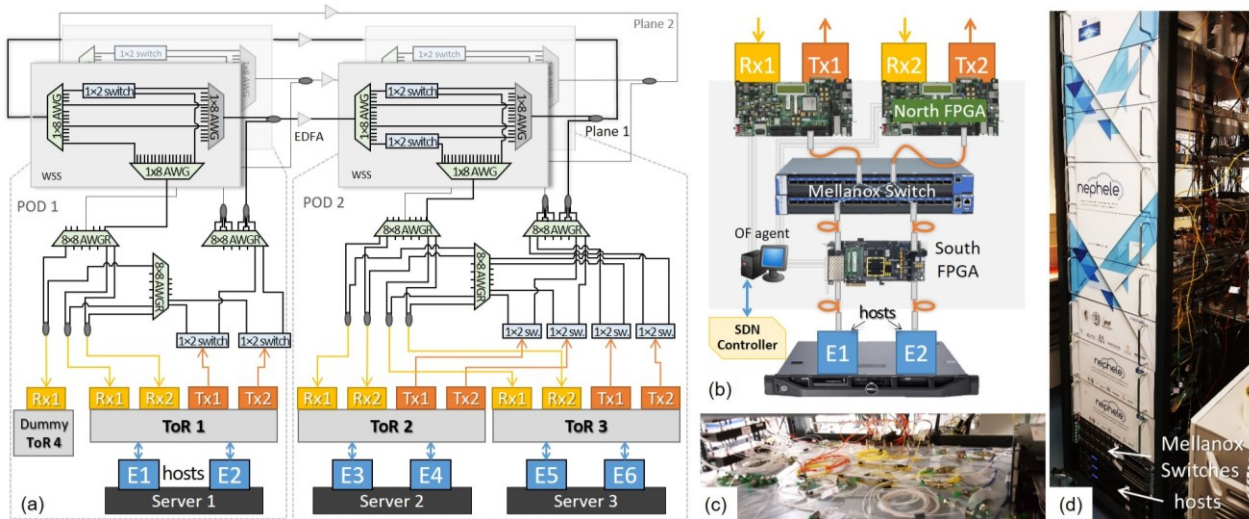 Plane 2
1×2 switch
1×8 AWG
1×2 switch
1×2 switch
1×8 AWG
1×8 AWG
1×2 switch
1x8 AWG
WSS
EDFA
1×2 switch
1×8 AWG
1×8 AWG
1×2 switch
1x8 AWG
WSS
Plane 1
POD 1
POD 2
8×8 AWGR
8×8 AWGR
8×8 AWGR
1×2 switch
1×2 switch
8×8 AWGR
8×8 AWGR
8×8 AWGR
1×2 sw.
1×2 sw.
1×2 sw.
1×2 sw.
Rx1
Dummy
ToR 4
Rx1
Rx2
Tx1
Tx2
ToR 1
E1
hosts
E2
Server 1
Rx1
Rx2
Tx1
Tx2
ToR 2
E3
E4
Server 2
Rx1
Rx2
Tx1
Tx2
ToR 3
E5
E6
Server 3
(a)
Rx1
Tx1
Rx2
Tx2
North FPGA
Mellanox Switch
OF agent
South
FPGA
SDN
Controller
hosts
E1
E2
(b)
(c)
nephele
nephele
Mellanox
Switches
hosts
(d)